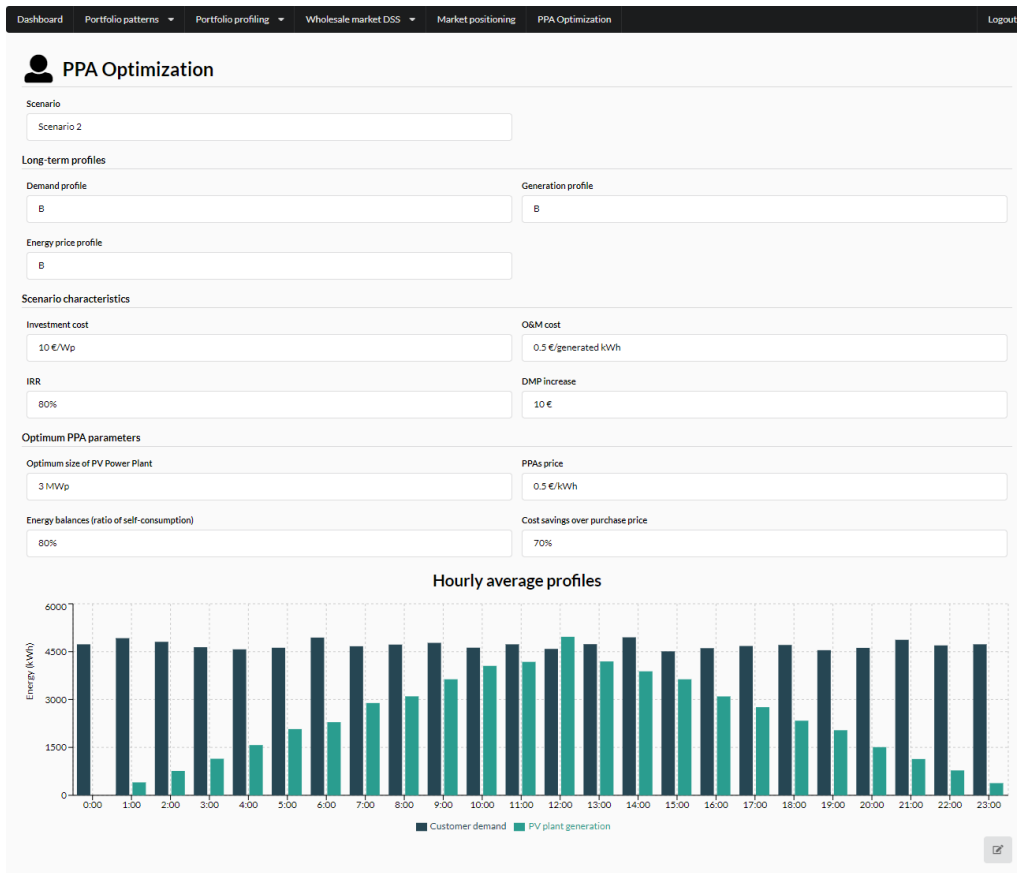 Dashboard Portfolio patterns Portfolio profiling Wholesale market DSS Market positioning PPA Optimization Logout
PPA Optimization
Scenario
Scenario 2
Long-term profiles
Demand profile Generation profile
B B
Energy price profile
B
Scenario characteristics
Investment cost O&M cost
10 €/Wp 0.5 €/generated kWh
IRR DMP increase
80% 10 €
Optimum PPA parameters
Optimum size of PV Power Plant PPAs price
3 MWp 0.5 €/kWh
Energy balances (ratio of self-consumption) Cost savings over purchase price
80% 70%
Hourly average profiles
6000
4500
Energy (kWh)
3000
1500
0
0:00 1:00 2:00 3:00 4:00 5:00 6:00 7:00 8:00 9:00 10:00 11:00 12:00 13:00 14:00 15:00 16:00 17:00 18:00 19:00 20:00 21:00 22:00 23:00
Customer demand PV plant generation